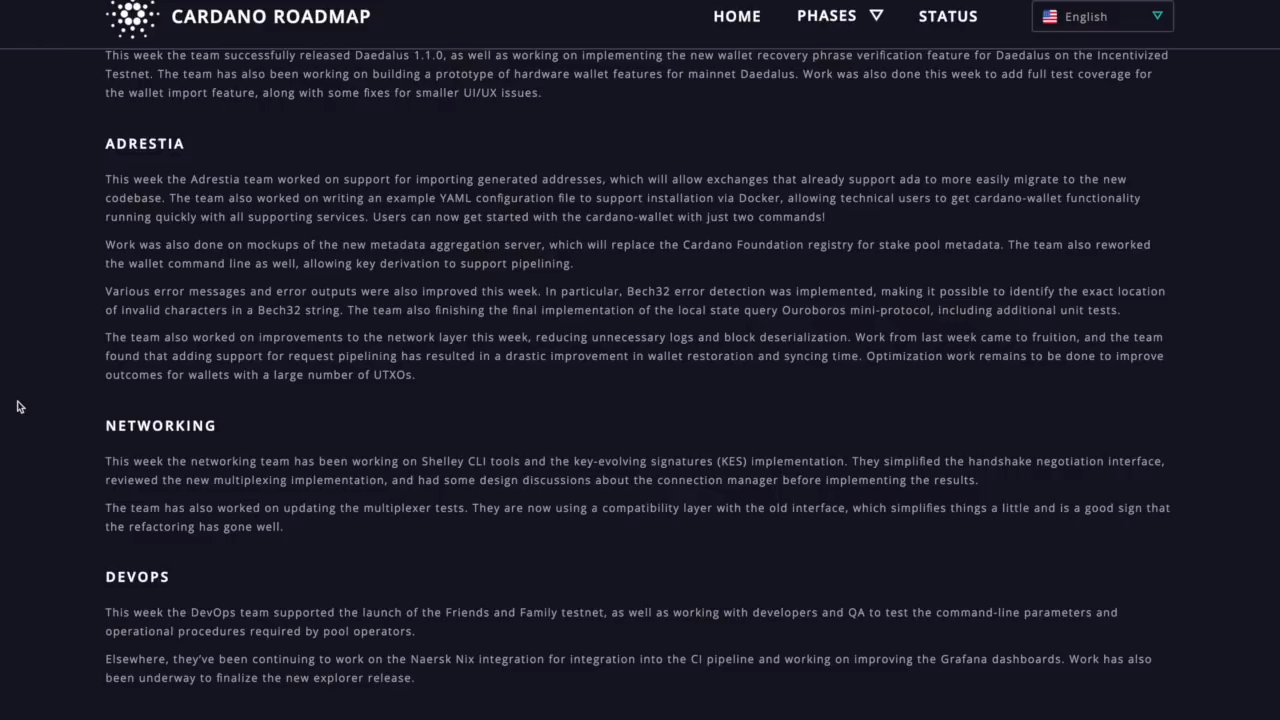 CARDANO ROADMAP
HOME
PHASES
STATUS
English
This week the team successfully released Daedalus 1.1.0, as well as working on implementing the new wallet recovery phrase verification feature for Daedalus on the Incentivized
Testnet. The team has also been working on building a prototype of hardware wallet features for mainnet Daedalus. Work was also done this week to add full test coverage for
the wallet import feature, along with some fixes for smaller UI/UX issues.
ADRESTIA
This week the Adrestia team worked on support for importing generated addresses, which will allow exchanges that already support ada to more easily migrate to the new
codebase. The team also worked on writing an example YAML configuration file to support installation via Docker, allowing technical users to get cardano-wallet functionality
running quickly with all supporting services. Users can now get started with the cardano-wallet with just two commands!
Work was also done on mockups of the new metadata aggregation server, which will replace the Cardano Foundation registry for stake pool metadata. The team also reworked
the wallet command line as well, allowing key derivation to support pipelining.
Various error messages and error outputs were also improved this week. In particular, Bech32 error detection was implemented, making it possible to identify the exact location
of invalid characters in a Bech32 string. The team also finishing the final implementation of the local state query Ouroboros mini-protocol, including additional unit tests.
The team also worked on improvements to the network layer this week, reducing unnecessary logs and block deserialization. Work from last week came to fruition, and the team
found that adding support for request pipelining has resulted in a drastic improvement in wallet restoration and syncing time. Optimization work remains to be done to improve
outcomes for wallets with a large number of UTXOs.
NETWORKING
This week the networking team has been working on Shelley CLI tools and the key-evolving signatures (KES) implementation. They simplified the handshake negotiation interface,
reviewed the new multiplexing implementation, and had some design discussions about the connection manager before implementing the results.
The team has also worked on updating the multiplexer tests. They are now using a compatibility layer with the old interface, which simplifies things a little and is a good sign that
the refactoring has gone well.
DEVOPS
This week the DevOps team supported the launch of the Friends and Family testnet, as well as working with developers and QA to test the command-line parameters and
operational procedures required by pool operators.
Elsewhere, they've been continuing to work on the Naersk Nix integration for integration into the CI pipeline and working on improving the Grafana dashboards. Work has also
been underway to finalize the new explorer release.